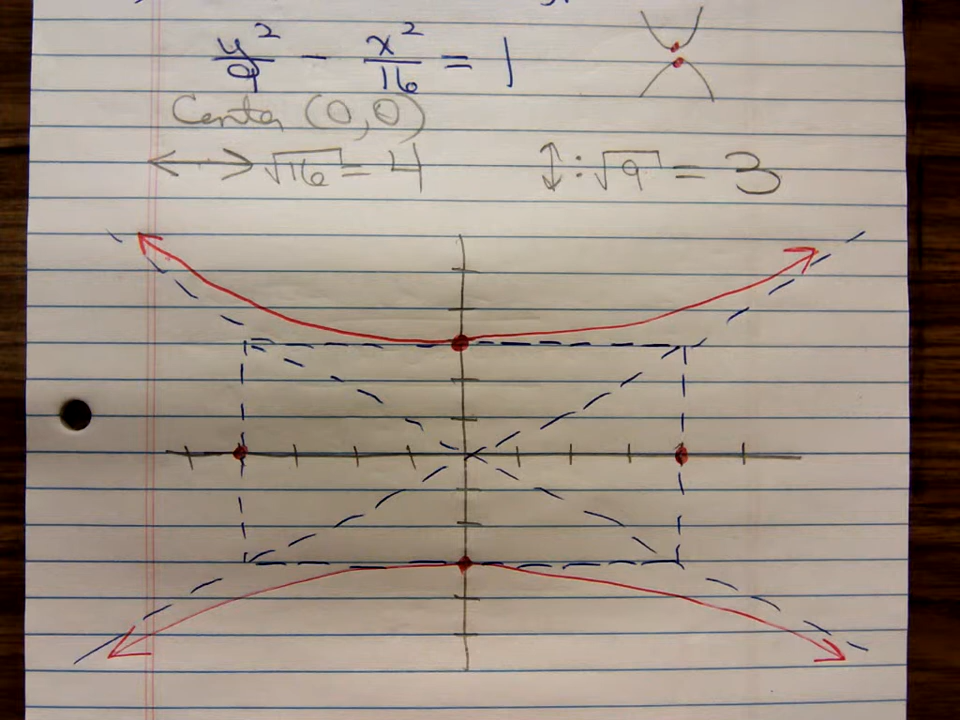 y²/9 - x²/16 = 1
Center (0,0)
↔ √16 = 4 ↕: √9 = 3